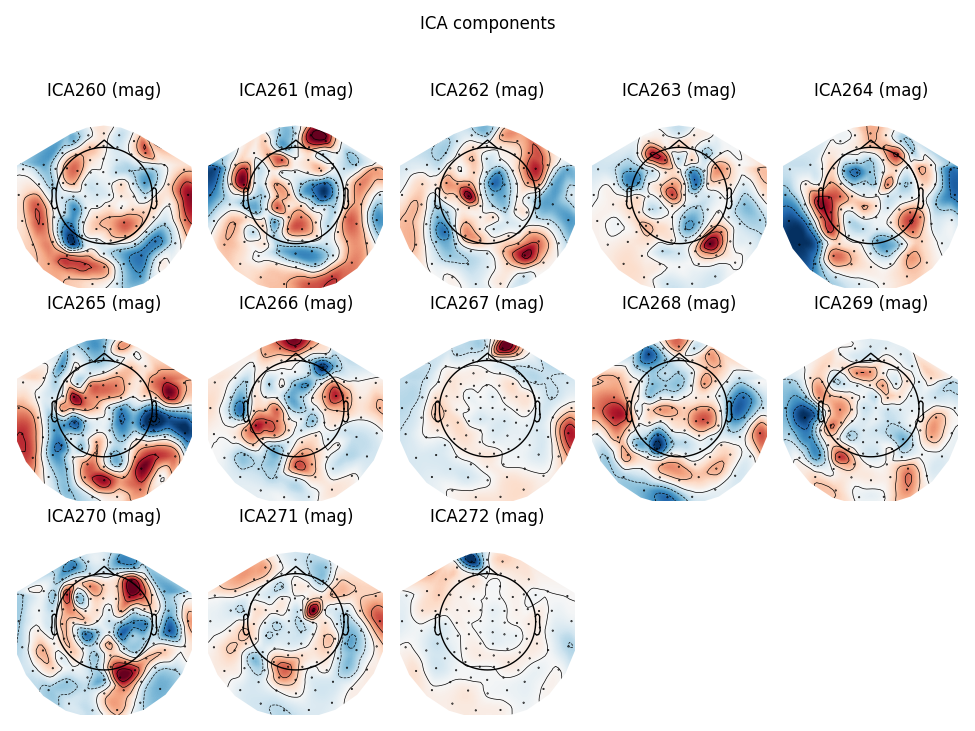 ICA components
ICA260 (mag) ICA261 (mag) ICA262 (mag) ICA263 (mag) ICA264 (mag)
ICA265 (mag) ICA266 (mag) ICA267 (mag) ICA268 (mag) ICA269 (mag)
ICA270 (mag) ICA271 (mag) ICA272 (mag)